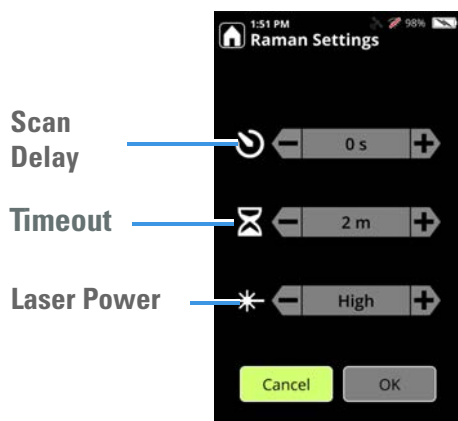 1:51 PM 98%
Raman Settings
Scan
Delay
0 s
Timeout
2 m
Laser Power
High
Cancel OK